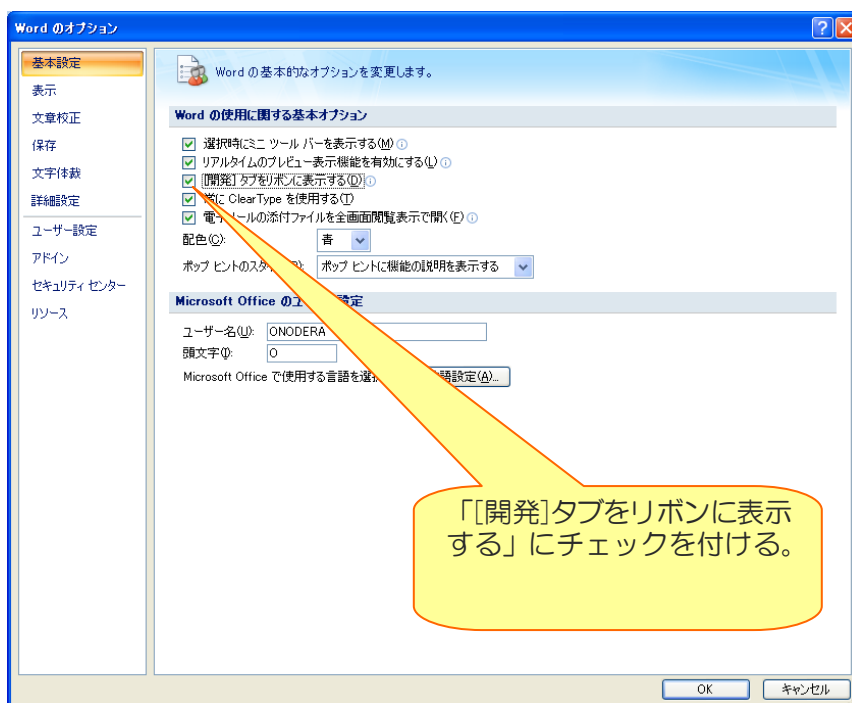 Word のオプション
基本設定
表示
文章校正
保存
文字体裁
詳細設定
ユーザー設定
アドイン
セキュリティ センター
リソース
Word の基本的なオプションを変更します。
Word の使用に関する基本オプション
選択時にミニ ツール バーを表示する(M)
リアルタイムのプレビュー表示機能を有効にする(L)
[開発] タブをリボンに表示する(D)
常に ClearType を使用する(T)
電子メールの添付ファイルを全画面閲覧表示で開く(F)
配色(C): 青
ポップ ヒントのスタ ポップ ヒントに機能の説明を表示する
Microsoft Office のユ 設定
ユーザー名(U): ONODERA
頭文字(I): O
Microsoft Office で使用する言語を選 語設定(A)...
「[開発]タブをリボンに表示
する」にチェックを付ける。
OK キャンセル